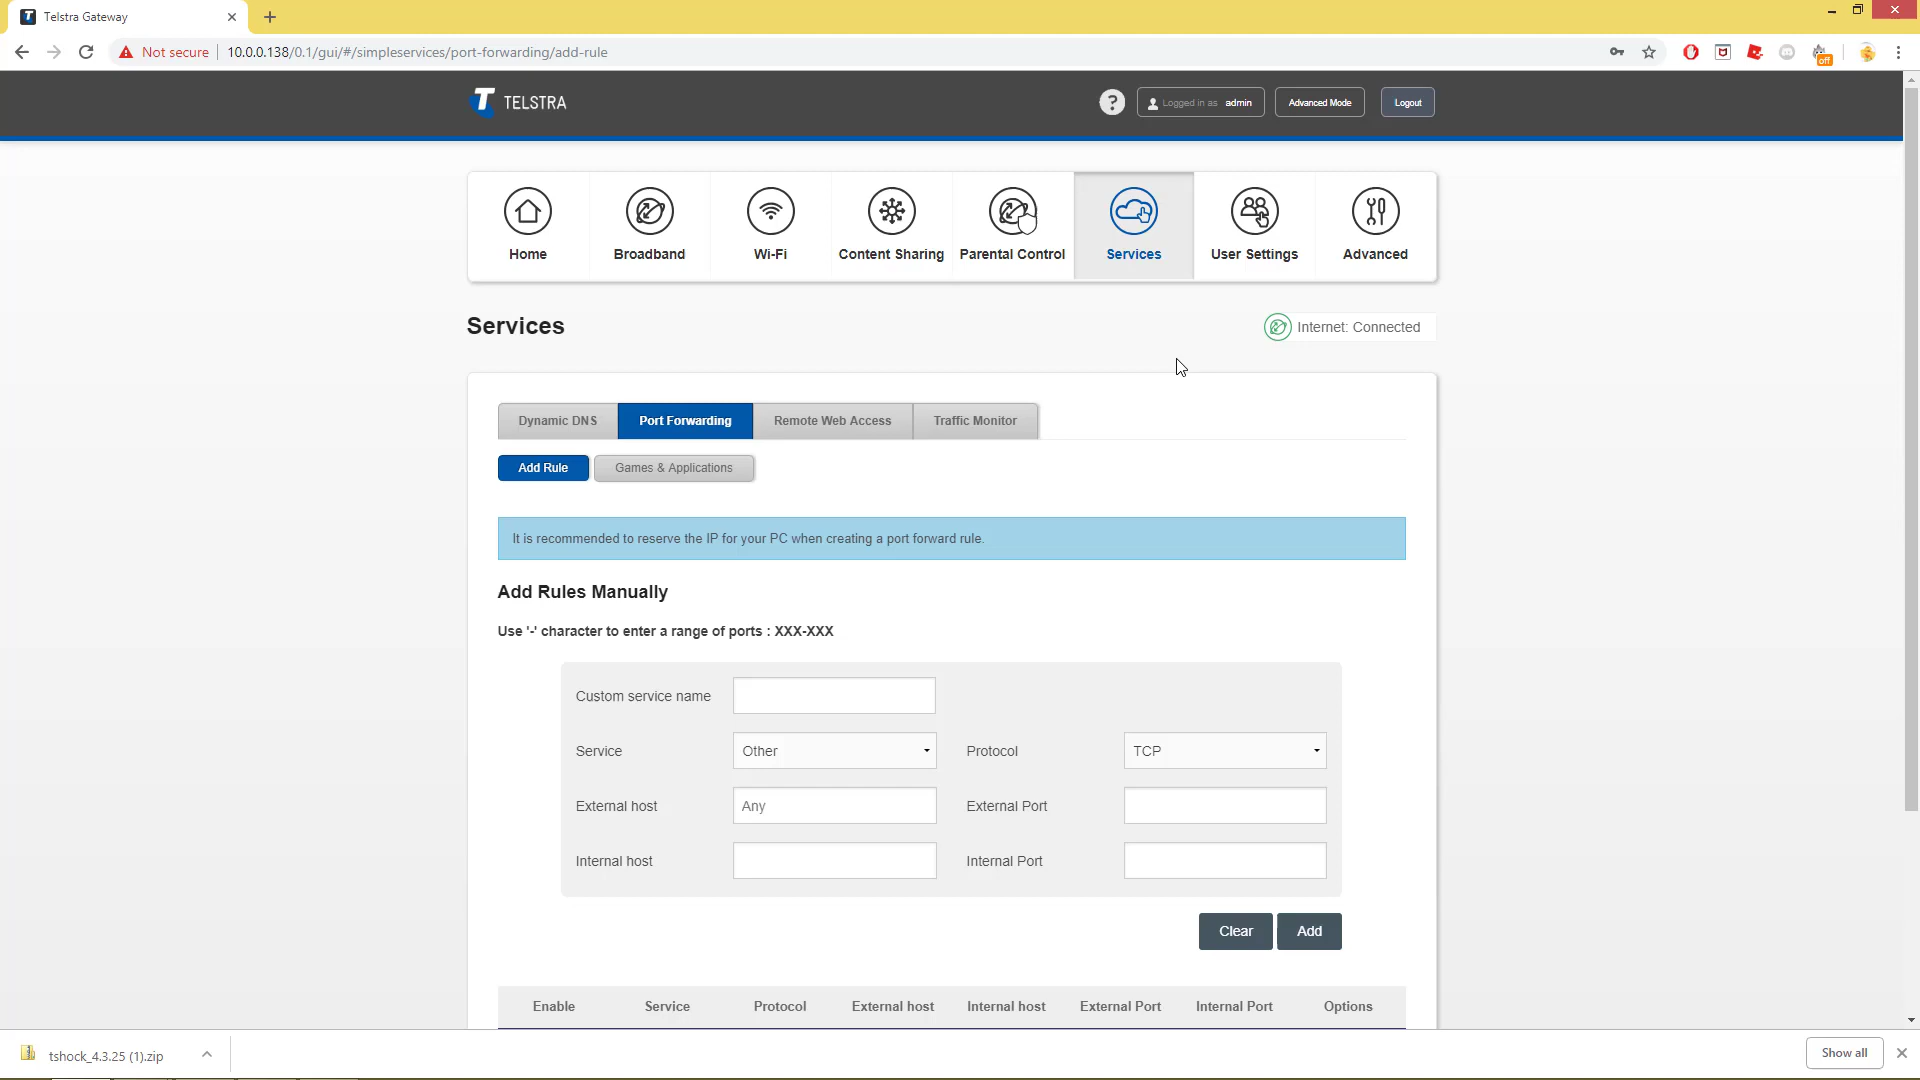 Telstra Gateway
Not secure
10.0.0.138/0.1/gui/#/simpleservices/port-forwarding/add-rule
off
T TELSTRA
?
Logged in as admin
Advanced Mode
Logout
Home
Broadband
Wi-Fi
Content Sharing
Parental Control
Services
User Settings
Advanced
Services
Internet: Connected
Dynamic DNS
Port Forwarding
Remote Web Access
Traffic Monitor
Add Rule
Games & Applications
It is recommended to reserve the IP for your PC when creating a port forward rule.
Add Rules Manually
Use '-' character to enter a range of ports : XXX-XXX
Custom service name
Service Other Protocol TCP
External host Any External Port
Internal host Internal Port
Clear Add
Enable Service Protocol External host Internal host External Port Internal Port Options
tshock_4.3.25 (1).zip
Show all